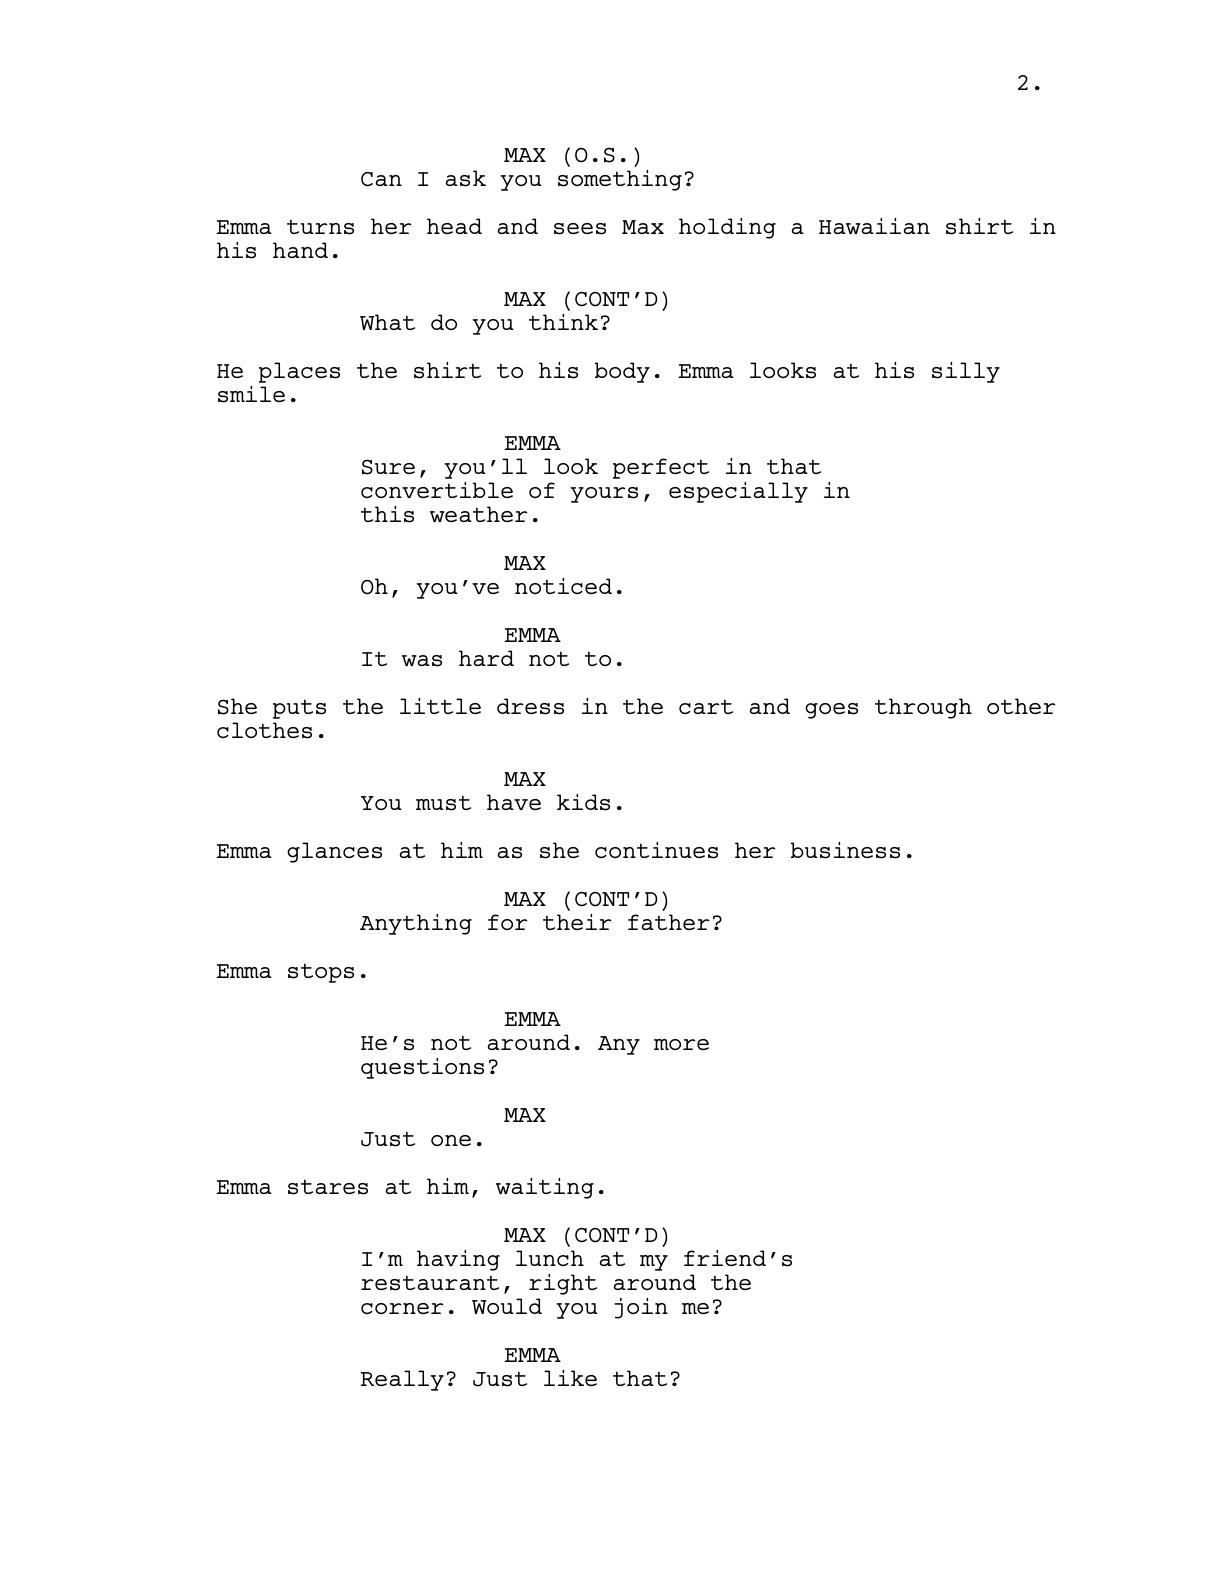 2.
MAX (O.S.)
Can I ask you something?
Emma turns her head and sees Max holding a Hawaiian shirt in
his hand.
MAX (CONT’D)
What do you think?
He places the shirt to his body. Emma looks at his silly
smile.
EMMA
Sure, you’ll look perfect in that
convertible of yours, especially in
this weather.
MAX
Oh, you’ve noticed.
EMMA
It was hard not to.
She puts the little dress in the cart and goes through other
clothes.
MAX
You must have kids.
Emma glances at him as she continues her business.
MAX (CONT’D)
Anything for their father?
Emma stops.
EMMA
He’s not around. Any more
questions?
MAX
Just one.
Emma stares at him, waiting.
MAX (CONT’D)
I’m having lunch at my friend’s
restaurant, right around the
corner. Would you join me?
EMMA
Really? Just like that?